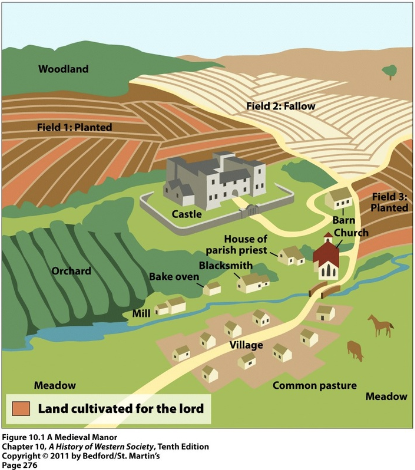 Woodland
Field 2: Fallow
Field 1: Planted
Field 3:
Planted
Castle
Barn
Church
House of
parish priest
Orchard
Blacksmith
Bake oven
Mill
Village
Meadow
Common pasture
Meadow
Land cultivated for the lord
Figure 10.1 A Medieval Manor
Chapter 10, A History of Western Society, Tenth Edition
Copyright © 2011 by Bedford/St. Martin's
Page 276